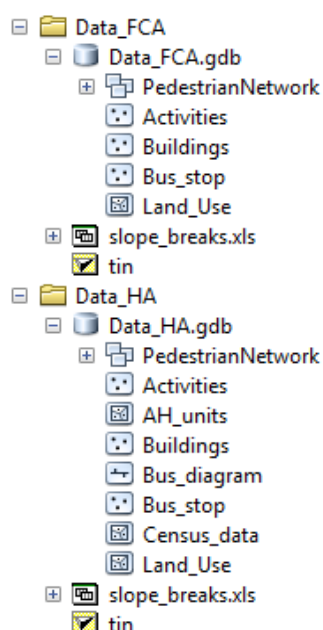 Data_FCA
Data_FCA.gdb
PedestrianNetwork
Activities
Buildings
Bus_stop
Land_Use
slope_breaks.xls
tin
Data_HA
Data_HA.gdb
PedestrianNetwork
Activities
AH_units
Buildings
Bus_diagram
Bus_stop
Census_data
Land_Use
slope_breaks.xls
tin